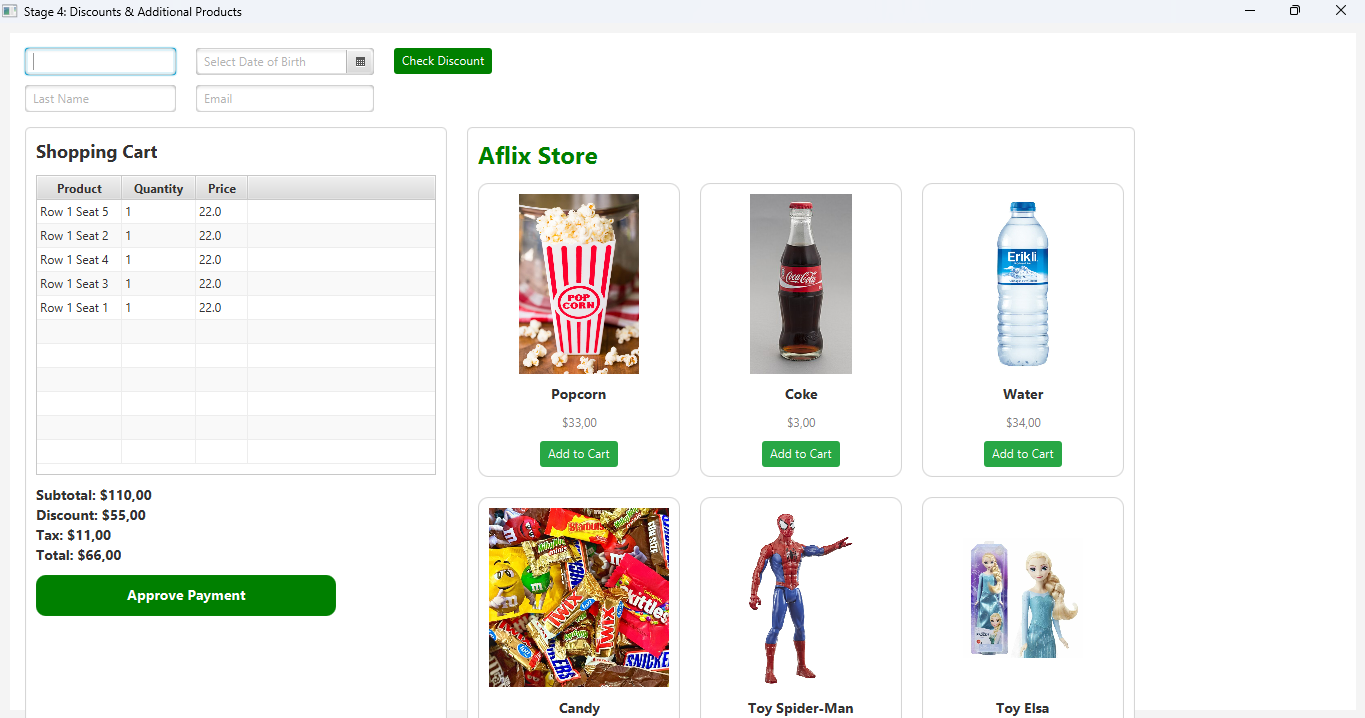 Stage 4: Discounts & Additional Products
Select Date of Birth
Check Discount
Last Name
Email
Shopping Cart
Product Quantity Price
Row 1 Seat 5 1 22.0
Row 1 Seat 2 1 22.0
Row 1 Seat 4 1 22.0
Row 1 Seat 3 1 22.0
Row 1 Seat 1 1 22.0
Subtotal: $110,00
Discount: $55,00
Tax: $11,00
Total: $66,00
Approve Payment
Aflix Store
POP
CORN
Popcorn
$33,00
Add to Cart
Coca-Cola
Coke
$3,00
Add to Cart
Erikli
Water
$34,00
Add to Cart
Starburst
TWIX
TWIX
Skittles
SNICKERS
Candy
Toy Spider-Man
Toy Elsa